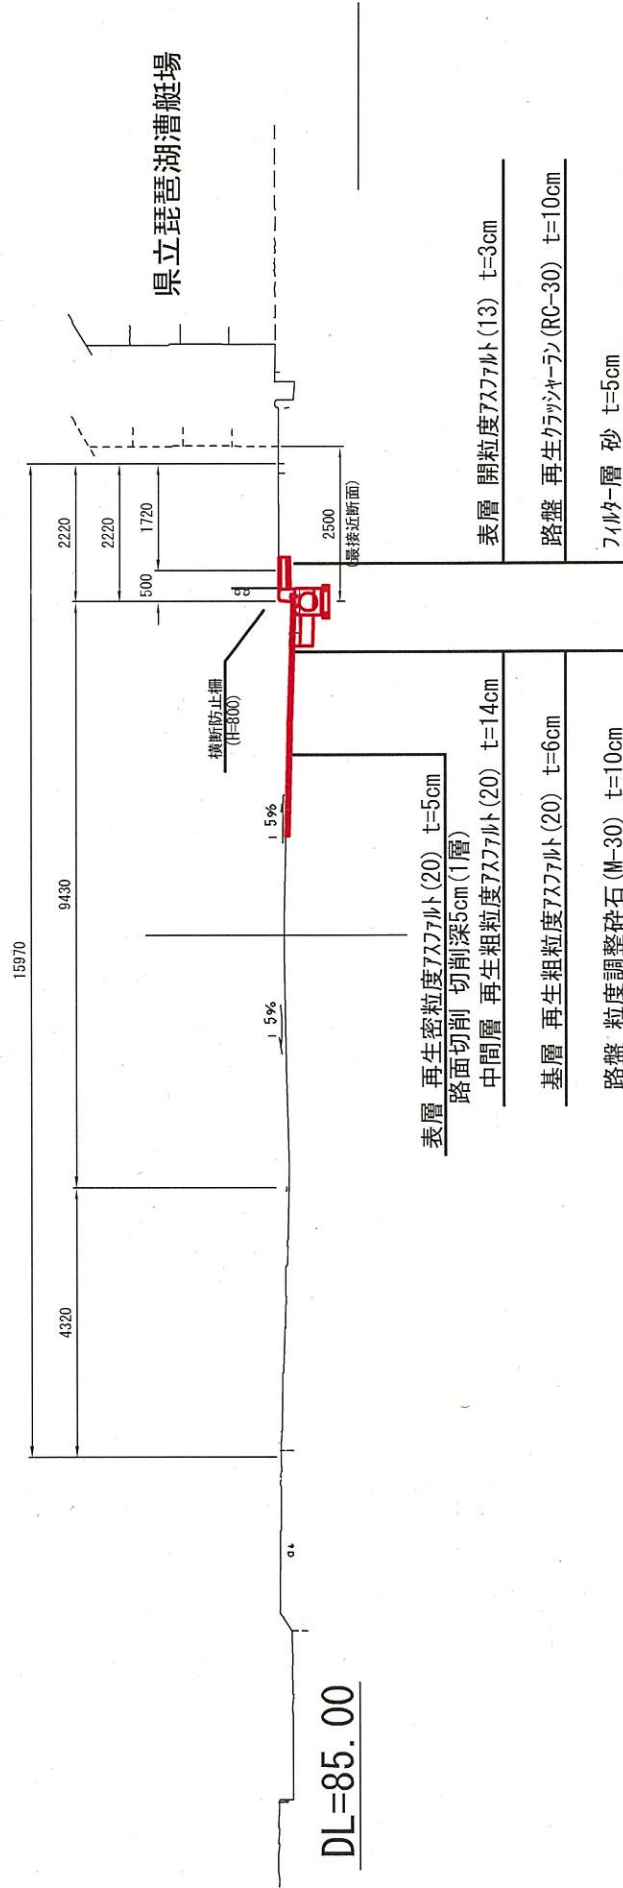 県立琵琶湖漕艇場
15970
2220
9430
4320
2220
500
1720
2500
(最接近断面)
横断防止柵
(H=800)
1.5%
1.5%
DL=85.00
表層 再生密粒度アスファルト(20) t=5cm
路面切削 切削深5cm(1層)
中間層 再生粗粒度アスファルト(20) t=14cm
基層 再生粗粒度アスファルト(20) t=6cm
路盤 粒度調整砕石(M-30) t=10cm
表層 開粒度アスファルト(13) t=3cm
路盤 再生クラッシャーラン(RC-30) t=10cm
フィルター層 砂 t=5cm